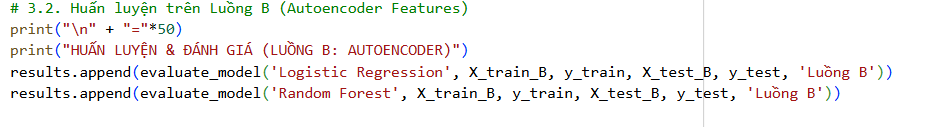 # 3.2. Huấn luyện trên Luồng B (Autoencoder Features)
print("\n" + "="*50)
print("HUẤN LUYỆN & ĐÁNH GIÁ (LUỒNG B: AUTOENCODER)")
results.append(evaluate_model('Logistic Regression', X_train_B, y_train, X_test_B, y_test, 'Luồng B'))
results.append(evaluate_model('Random Forest', X_train_B, y_train, X_test_B, y_test, 'Luồng B'))